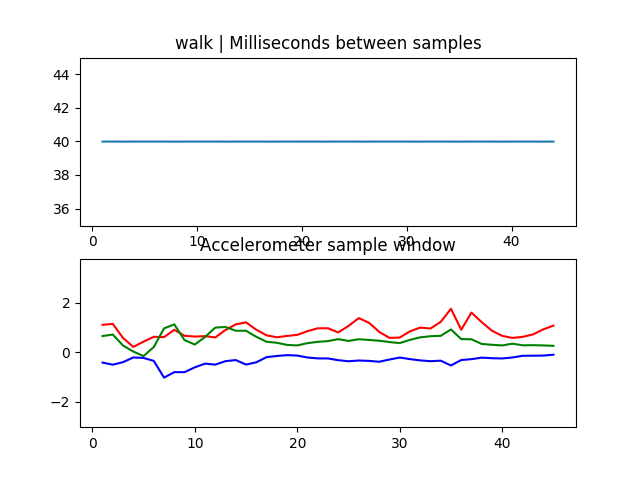 walk | Milliseconds between samples
44
42
40
38
36
0 10 20 30 40
Accelerometer sample window
2
0
−2
0 10 20 30 40